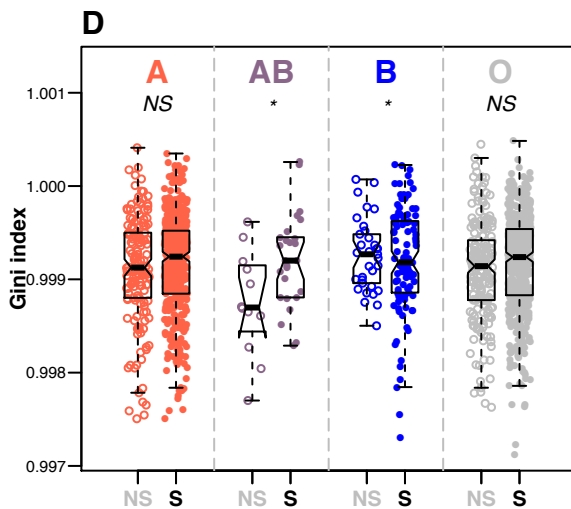 D
A AB B O
NS * * NS
1.001
1.000
0.999
0.998
0.997
Gini index
NS S NS S NS S NS S